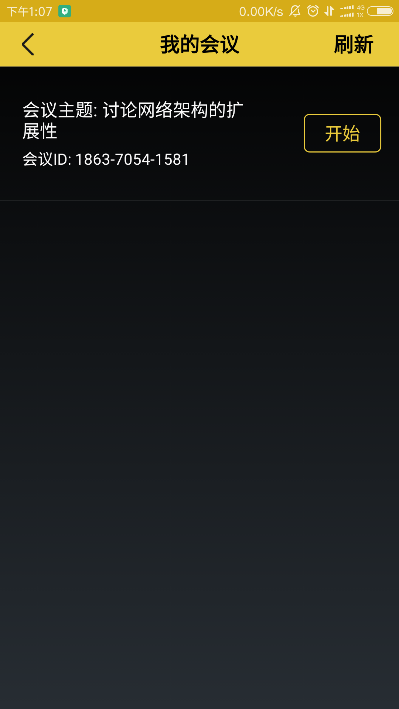 下午1:07
0.00K/s
我的会议
刷新
会议主题: 讨论网络架构的扩
展性
会议ID: 1863-7054-1581
开始